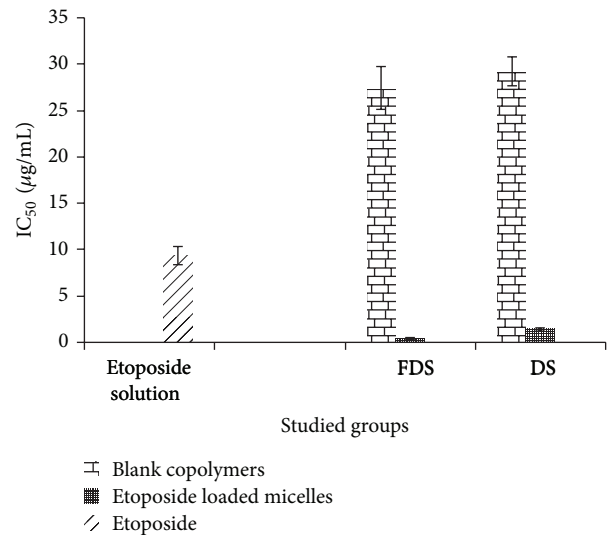 35
30
25
20
15
10
5
0
IC50 (μg/mL)
Etoposide
solution
FDS
DS
Studied groups
Blank copolymers
Etoposide loaded micelles
Etoposide